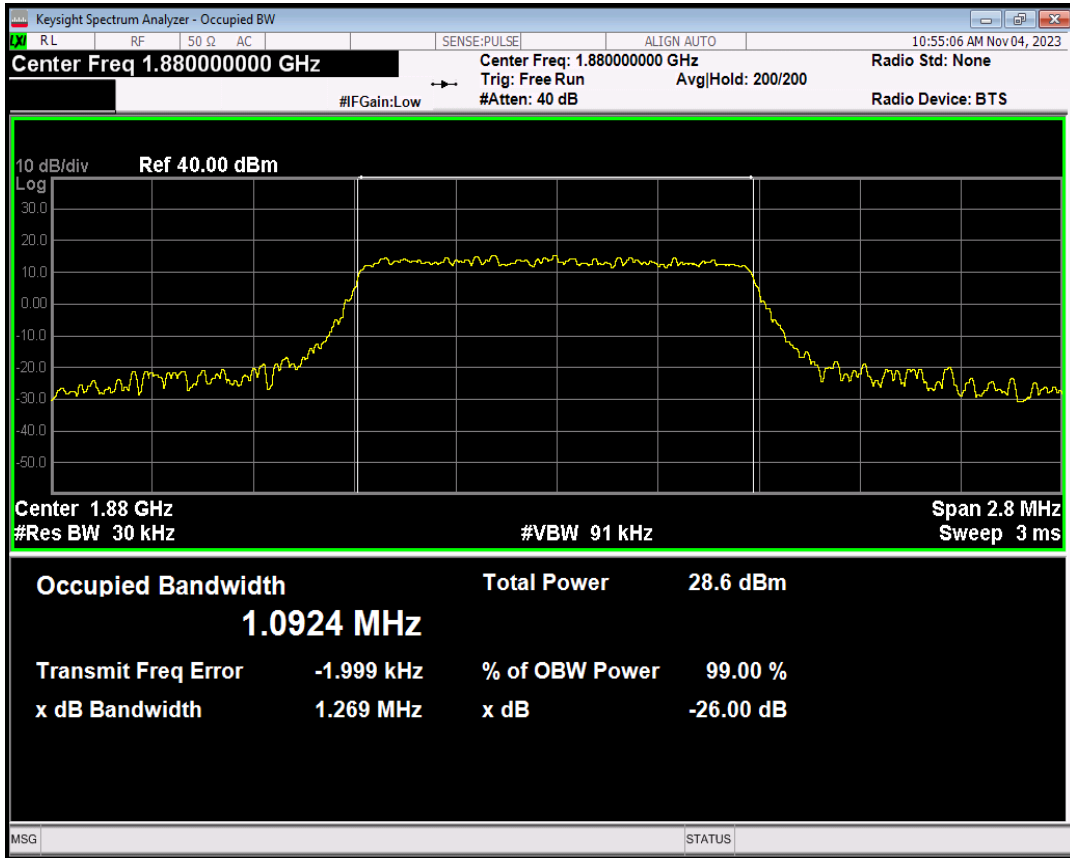 Keysight Spectrum Analyzer - Occupied BW
LXI RL RF 50 Ω AC SENSE:PULSE ALIGN AUTO 10:55:06 AM Nov 04, 2023
Center Freq 1.880000000 GHz
Center Freq: 1.880000000 GHz Radio Std: None
Trig: Free Run Avg|Hold: 200/200
#IFGain:Low #Atten: 40 dB Radio Device: BTS
10 dB/div Ref 40.00 dBm
Log
30.0
20.0
10.0
0.00
-10.0
-20.0
-30.0
-40.0
-50.0
Center 1.88 GHz Span 2.8 MHz
#Res BW 30 kHz #VBW 91 kHz Sweep 3 ms
Occupied Bandwidth Total Power 28.6 dBm
1.0924 MHz
Transmit Freq Error -1.999 kHz % of OBW Power 99.00 %
x dB Bandwidth 1.269 MHz x dB -26.00 dB
MSG STATUS